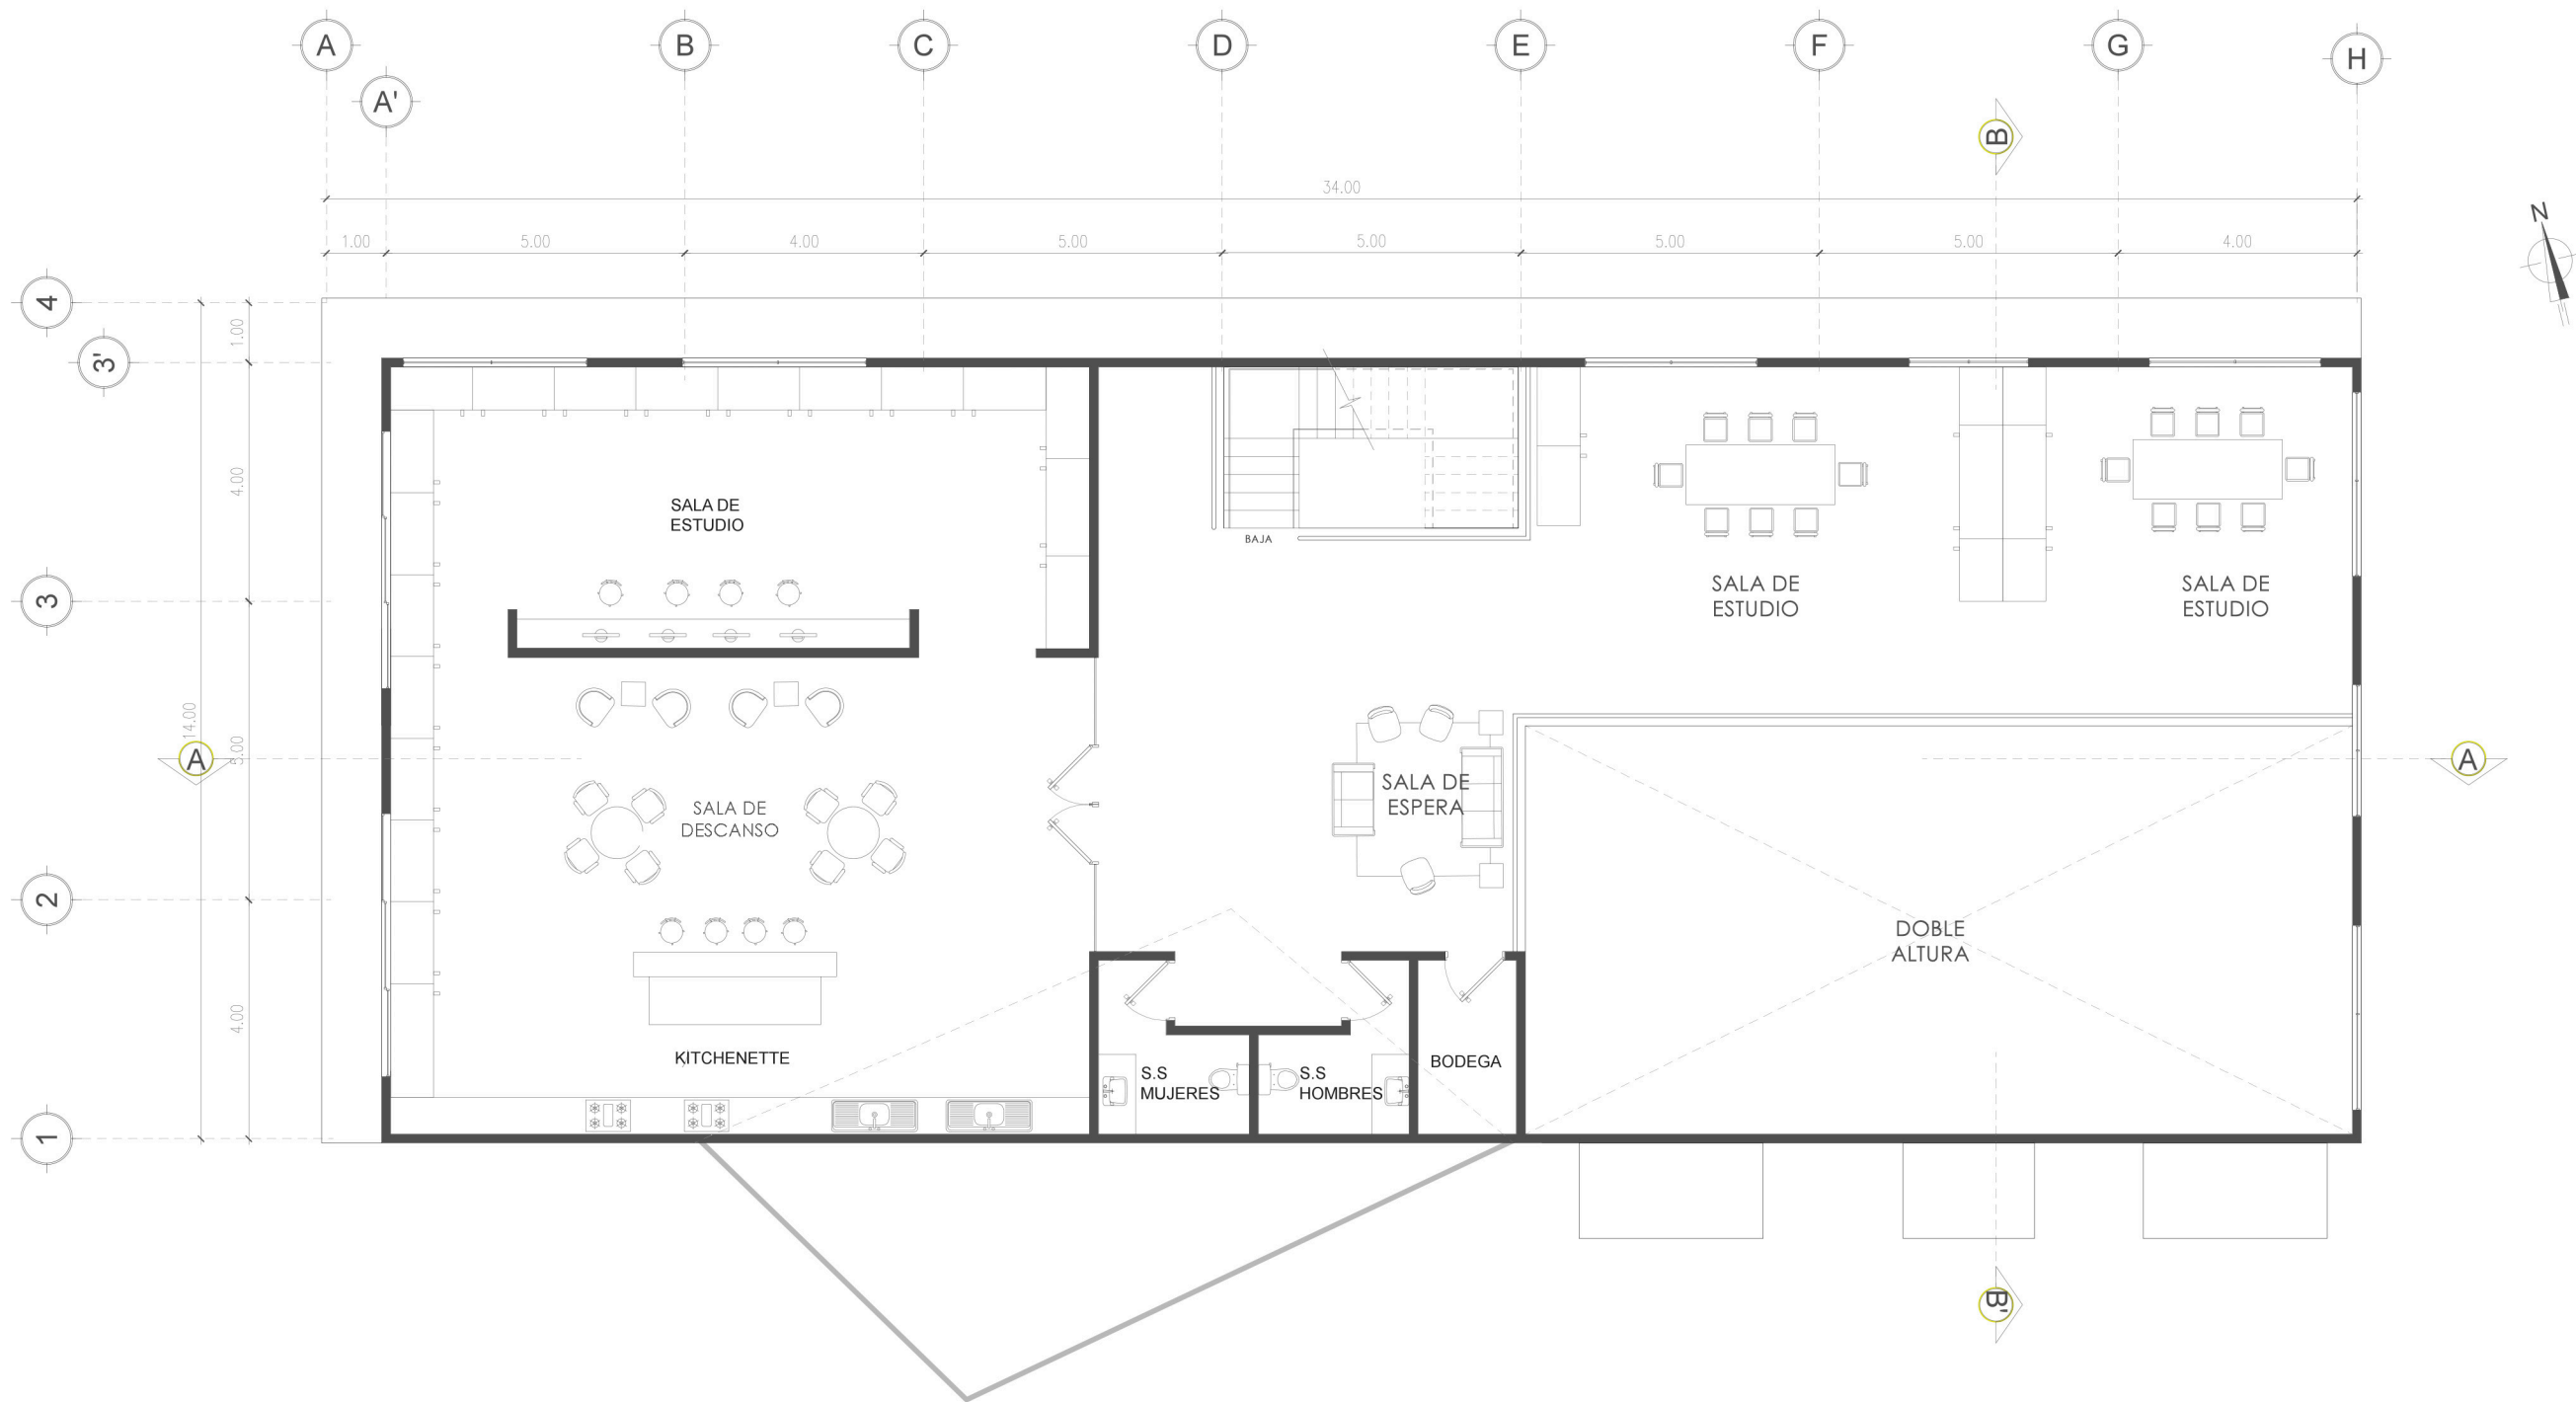 A
B
C
D
E
F
G
H
A'
B
34.00
N
1.00
5.00
4.00
5.00
5.00
5.00
5.00
4.00
4
1.00
3'
4.00
SALA DE
ESTUDIO
BAJA
3
SALA DE
ESTUDIO
SALA DE
ESTUDIO
14.00
5.00
A
A
SALA DE
ESPERA
SALA DE
DESCANSO
2
DOBLE
ALTURA
4.00
KITCHENETTE
BODEGA
S.S
MUJERES
S.S
HOMBRES
1
B'